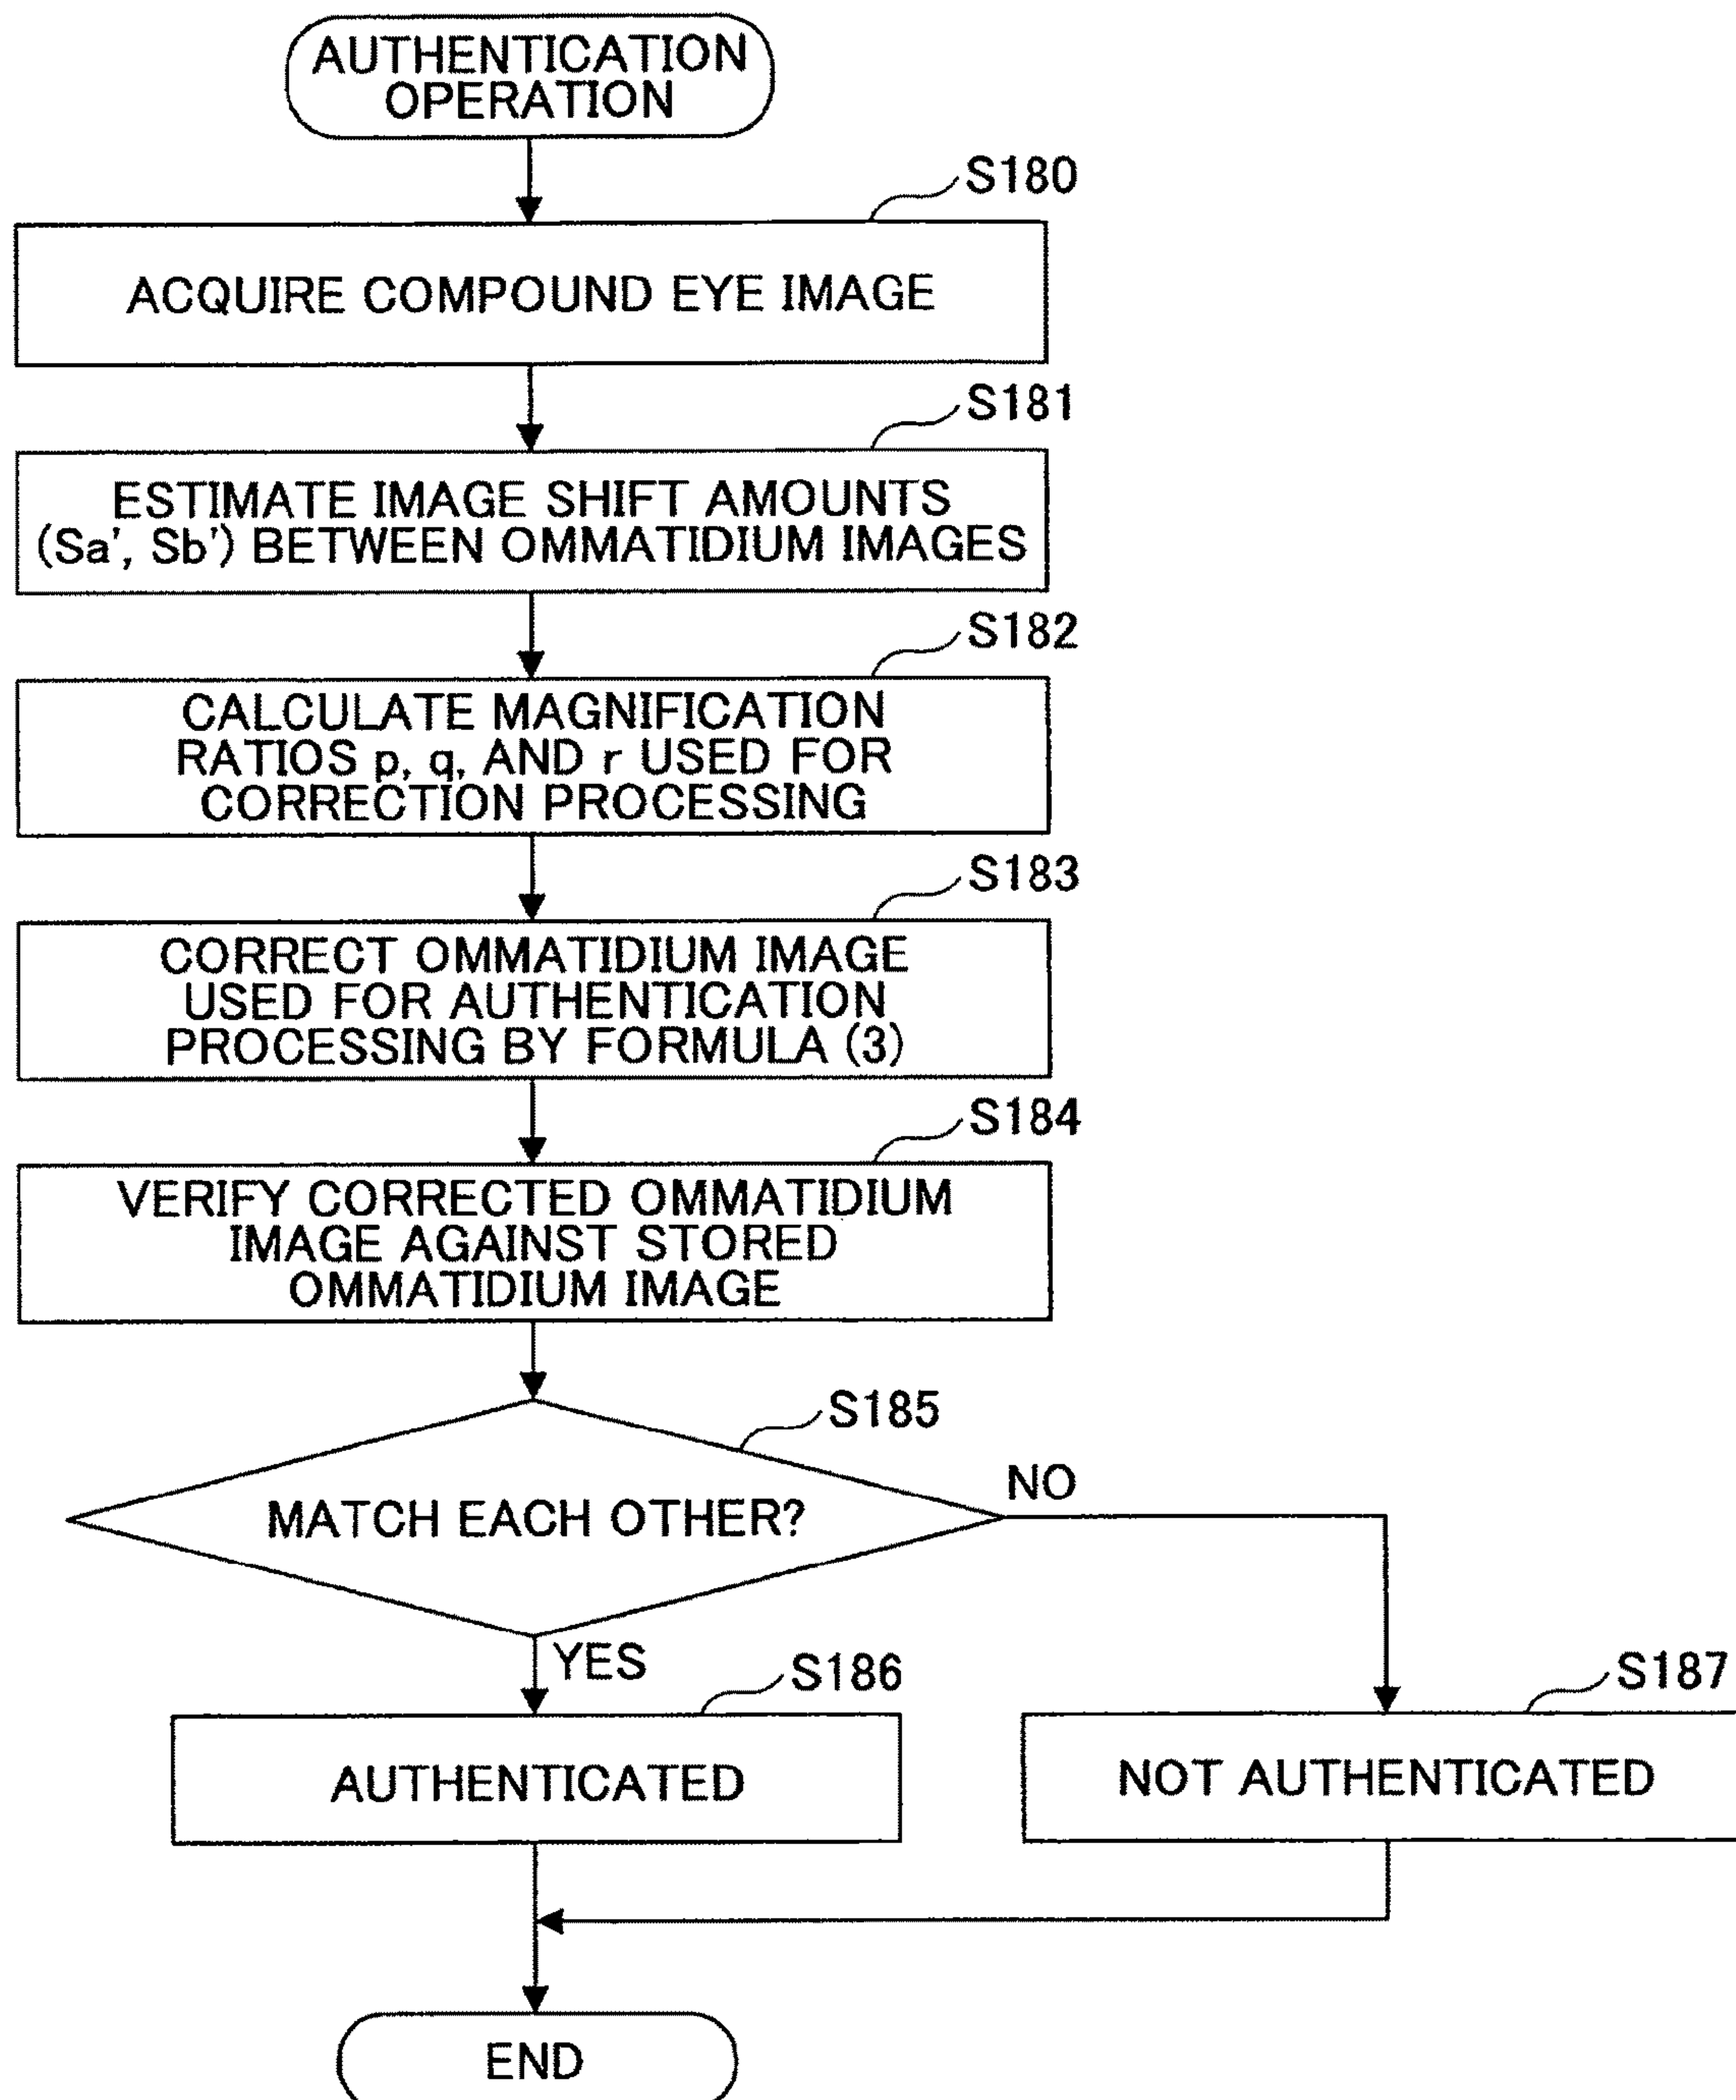 AUTHENTICATION
OPERATION
S180
ACQUIRE COMPOUND EYE IMAGE
S181
ESTIMATE IMAGE SHIFT AMOUNTS
(Sa', Sb') BETWEEN OMMATIDIUM IMAGES
S182
CALCULATE MAGNIFICATION
RATIOS p, q, AND r USED FOR
CORRECTION PROCESSING
S183
CORRECT OMMATIDIUM IMAGE
USED FOR AUTHENTICATION
PROCESSING BY FORMULA (3)
S184
VERIFY CORRECTED OMMATIDIUM
IMAGE AGAINST STORED
OMMATIDIUM IMAGE
S185
MATCH EACH OTHER?
NO
YES
S186
S187
AUTHENTICATED
NOT AUTHENTICATED
END